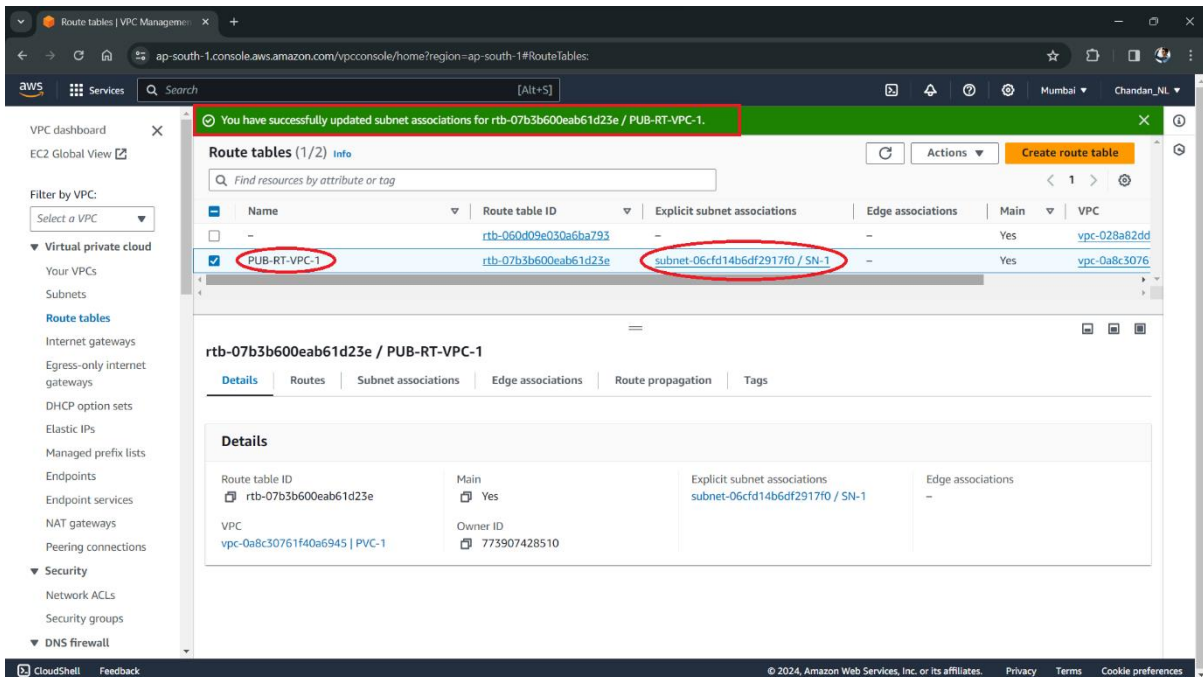 Route tables | VPC Managemen
ap-south-1.console.aws.amazon.com/vpcconsole/home?region=ap-south-1#RouteTables:
aws Services Search [Alt+S] Mumbai Chandan_NL
VPC dashboard
EC2 Global View
Filter by VPC:
Select a VPC
Virtual private cloud
Your VPCs
Subnets
Route tables
Internet gateways
Egress-only internet
gateways
DHCP option sets
Elastic IPs
Managed prefix lists
Endpoints
Endpoint services
NAT gateways
Peering connections
Security
Network ACLs
Security groups
DNS firewall
You have successfully updated subnet associations for rtb-07b3b600eab61d23e / PUB-RT-VPC-1.
Route tables (1/2) Info Actions Create route table
Find resources by attribute or tag 1
Name Route table ID Explicit subnet associations Edge associations Main VPC
– rtb-060d09e030a6ba793 – – Yes vpc-028a82dd
PUB-RT-VPC-1 rtb-07b3b600eab61d23e subnet-06cfd14b6df2917f0 / SN-1 – Yes vpc-0a8c3076
rtb-07b3b600eab61d23e / PUB-RT-VPC-1
Details Routes Subnet associations Edge associations Route propagation Tags
Details
Route table ID Main Explicit subnet associations Edge associations
rtb-07b3b600eab61d23e Yes subnet-06cfd14b6df2917f0 / SN-1 –
VPC Owner ID
vpc-0a8c30761f40a6945 | PVC-1 773907428510
CloudShell Feedback © 2024, Amazon Web Services, Inc. or its affiliates. Privacy Terms Cookie preferences